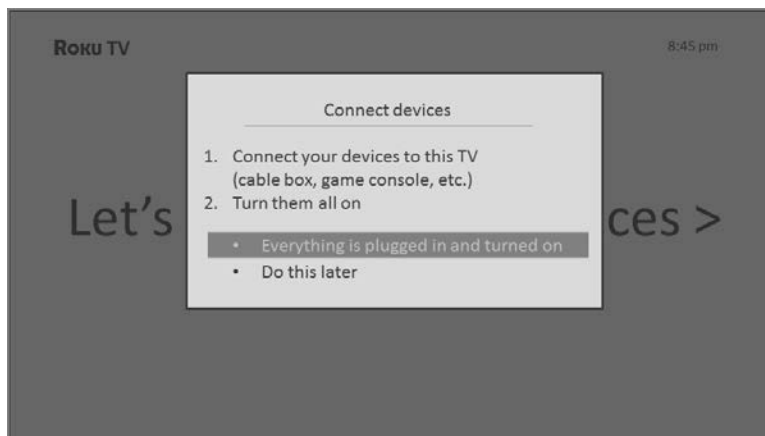 Roku TV
8:45 pm
Connect devices
1. Connect your devices to this TV
(cable box, game console, etc.)
2. Turn them all on
Let's ces >
• Everything is plugged in and turned on
• Do this later